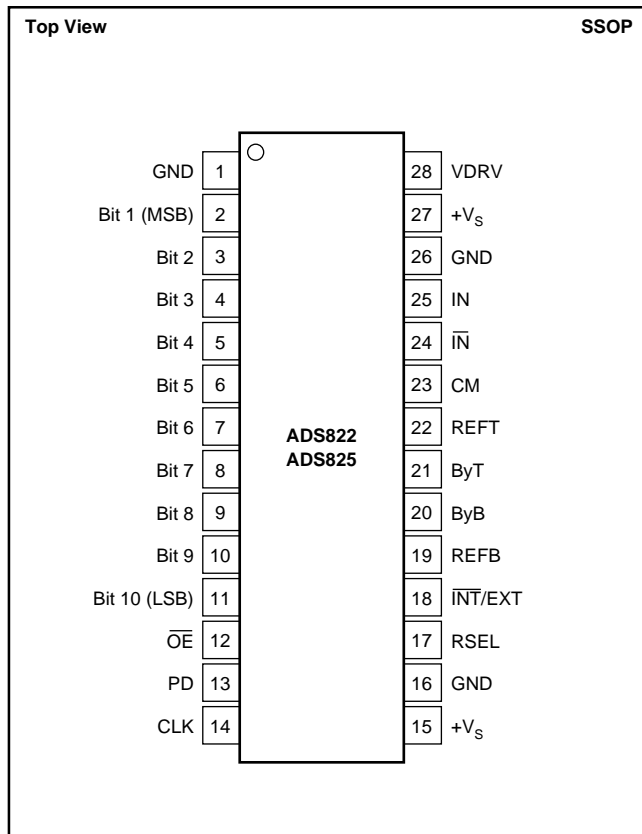 Top View SSOP
GND 1 28 VDRV
Bit 1 (MSB) 2 27 +VS
Bit 2 3 26 GND
Bit 3 4 25 IN
Bit 4 5 24 I̅N̅
Bit 5 6 23 CM
Bit 6 7 22 REFT
ADS822
ADS825
Bit 7 8 21 ByT
Bit 8 9 20 ByB
Bit 9 10 19 REFB
Bit 10 (LSB) 11 18 I̅N̅T̅/EXT
O̅E̅ 12 17 RSEL
PD 13 16 GND
CLK 14 15 +VS